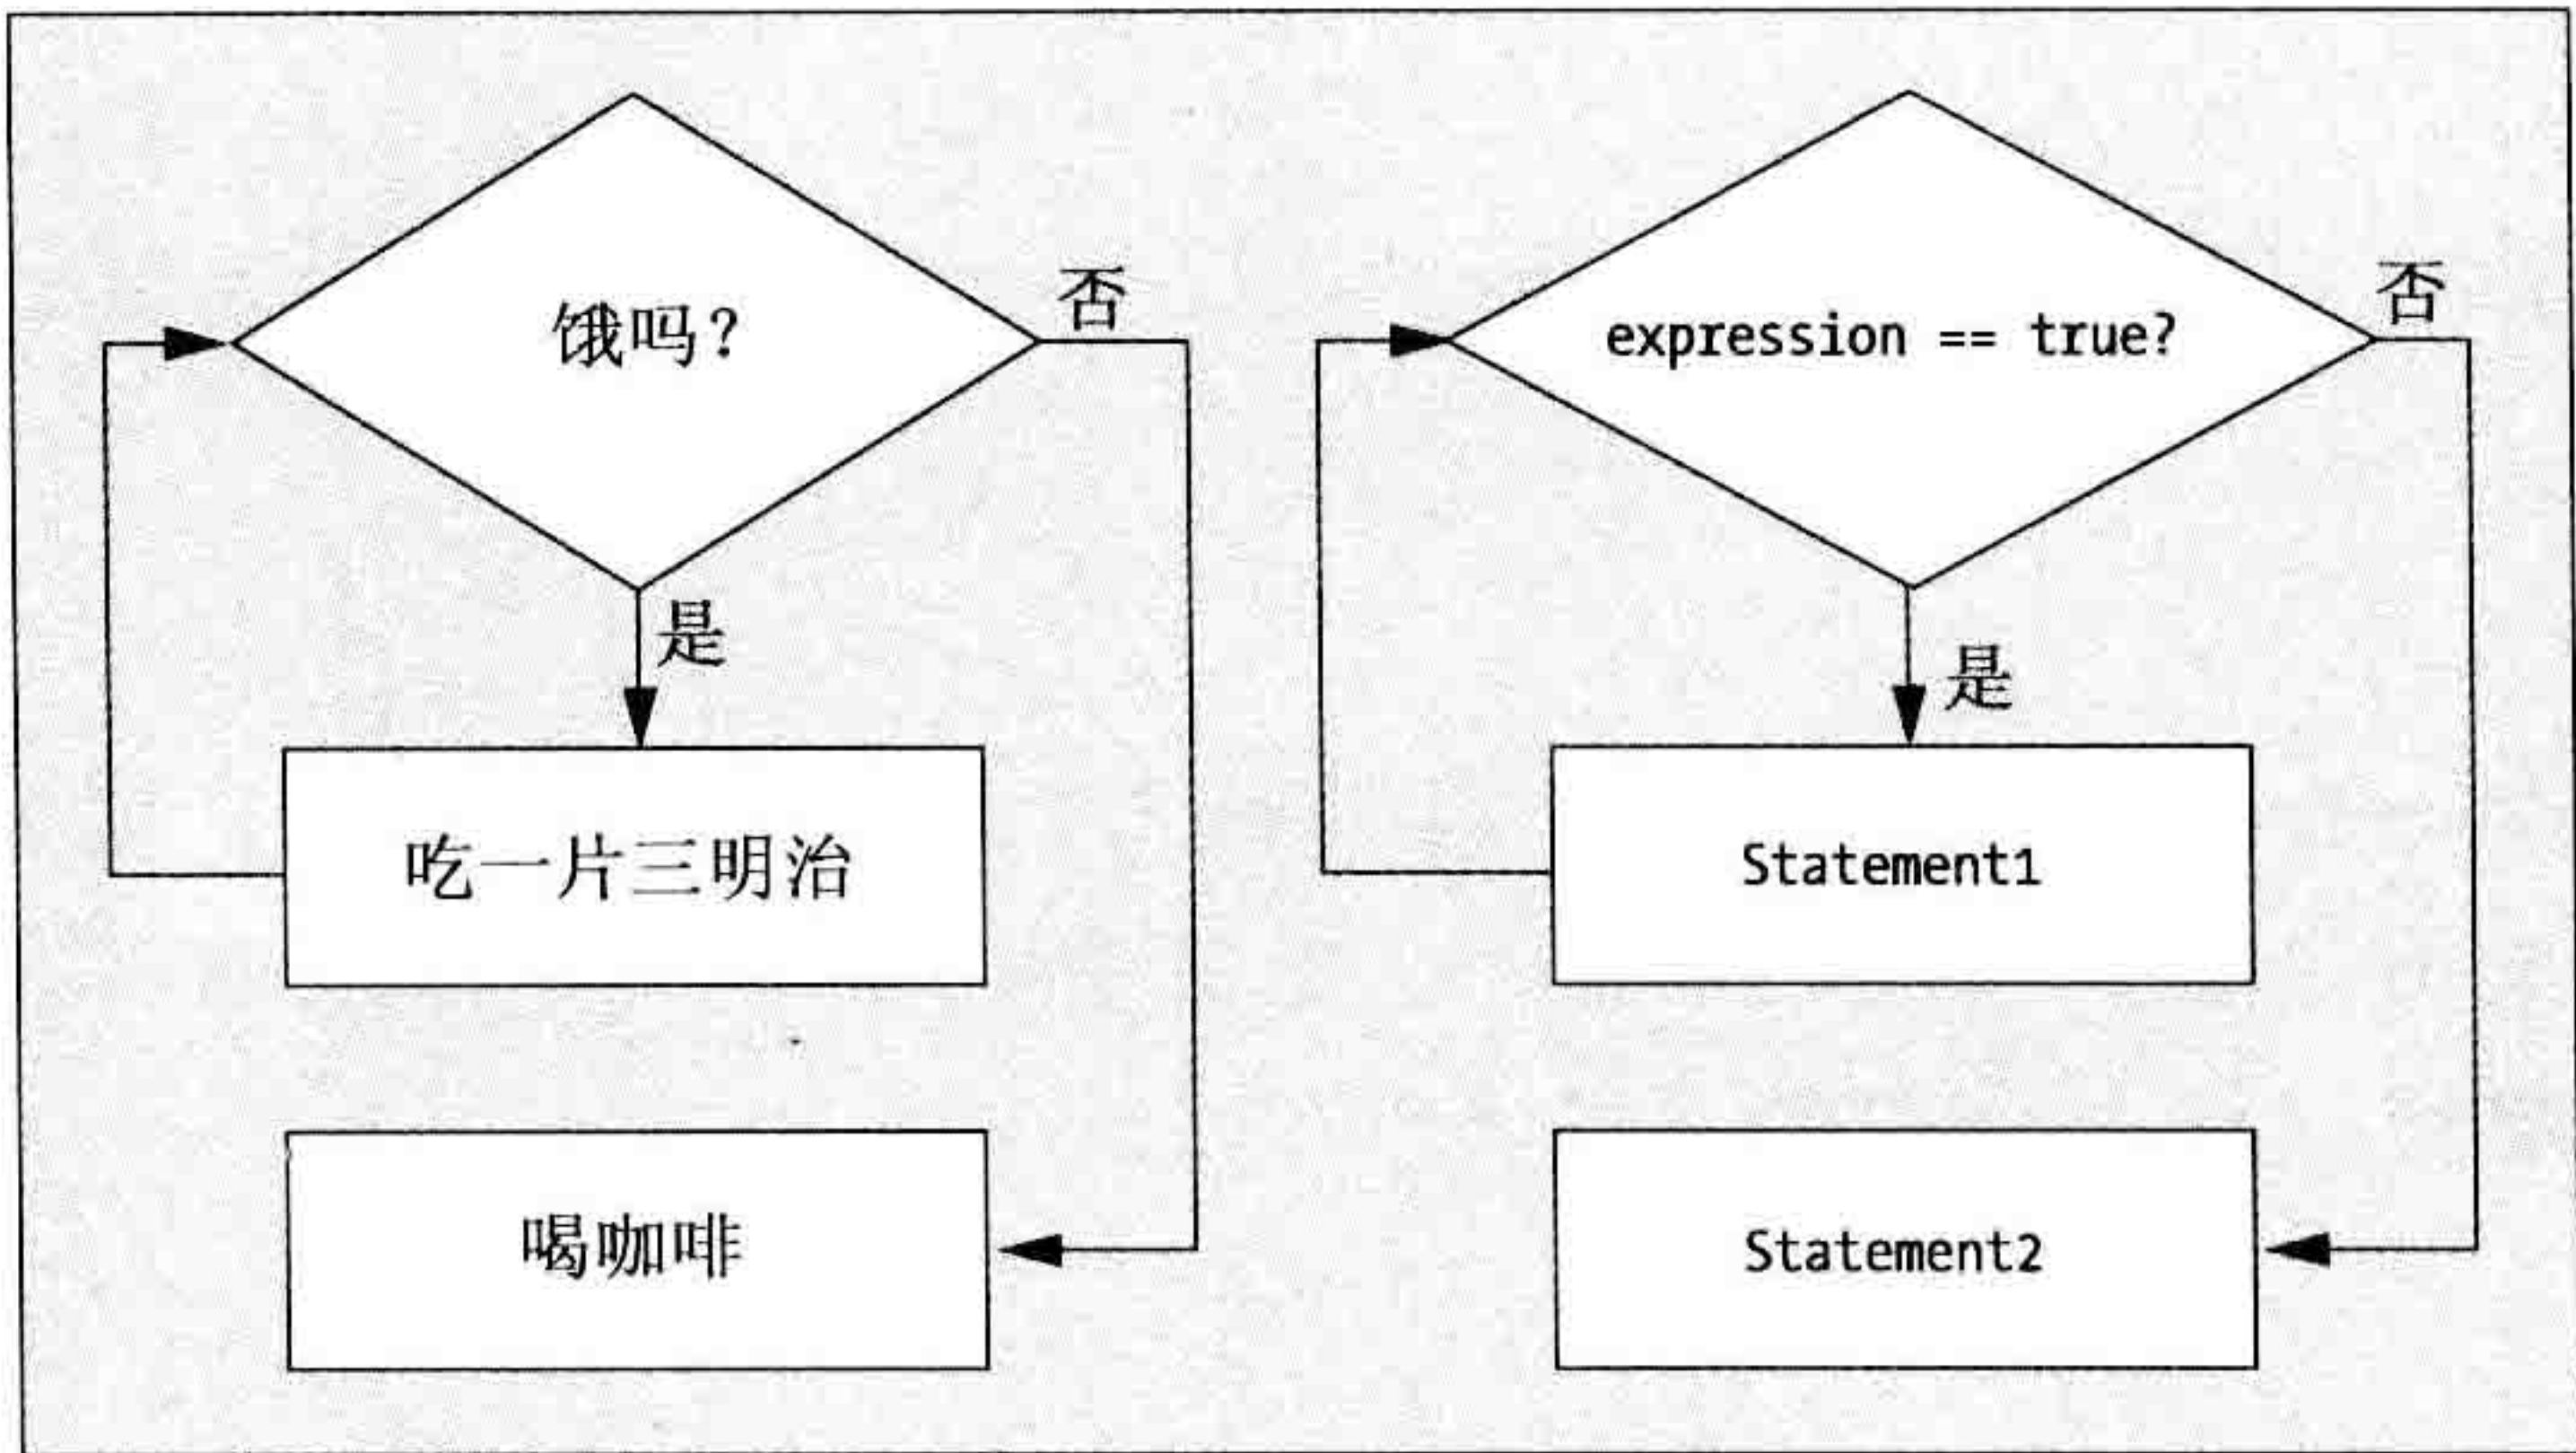 饿吗?
否
是
吃一片三明治
喝咖啡
expression == true?
否
是
Statement1
Statement2